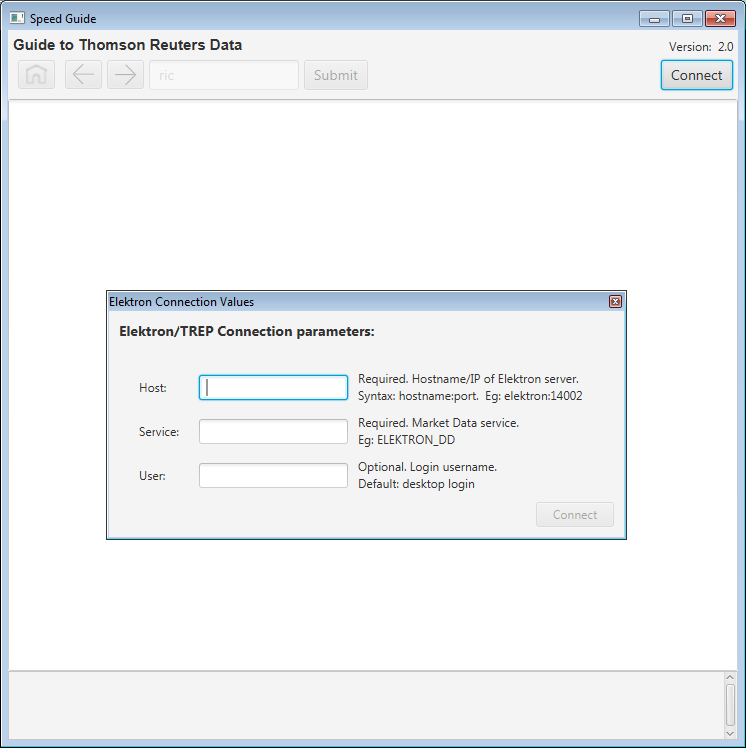 Speed Guide
Guide to Thomson Reuters Data
Version: 2.0
ric
Submit
Connect
Elektron Connection Values
Elektron/TREP Connection parameters:
Host:
Required. Hostname/IP of Elektron server.
Syntax: hostname:port. Eg: elektron:14002
Service:
Required. Market Data service.
Eg: ELEKTRON_DD
User:
Optional. Login username.
Default: desktop login
Connect